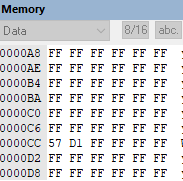 Memory
Data 8/16 abc.
0000A8 FF FF FF FF FF FF
0000AE FF FF FF FF FF FF
0000B4 FF FF FF FF FF FF
0000BA FF FF FF FF FF FF
0000C0 FF FF FF FF FF FF
0000C6 FF FF FF FF FF FF
0000CC 57 D1 FF FF FF FF
0000D2 FF FF FF FF FF FF
0000D8 FF FF FF FF FF FF